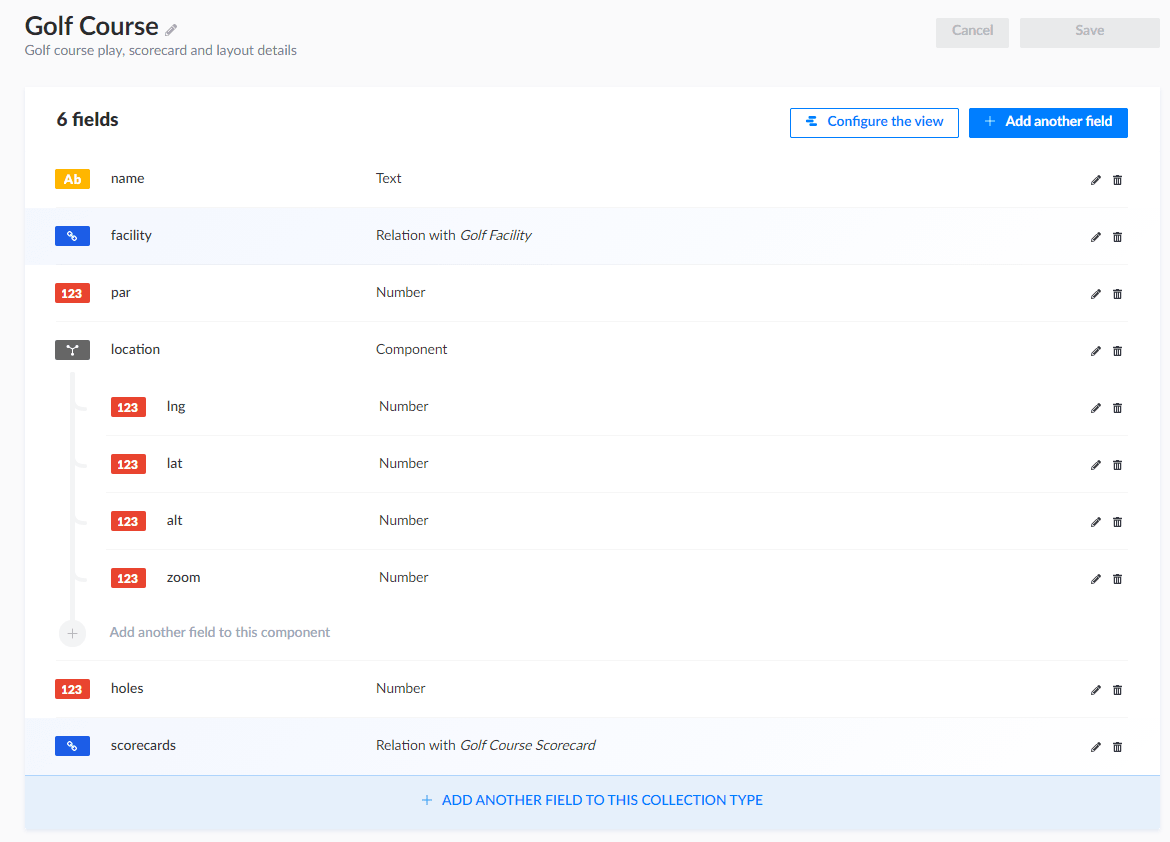 Golf Course
Golf course play, scorecard and layout details
Cancel
Save
6 fields
Configure the view
+ Add another field
Ab name Text
facility Relation with Golf Facility
123 par Number
location Component
123 lng Number
123 lat Number
123 alt Number
123 zoom Number
+ Add another field to this component
123 holes Number
scorecards Relation with Golf Course Scorecard
+ ADD ANOTHER FIELD TO THIS COLLECTION TYPE